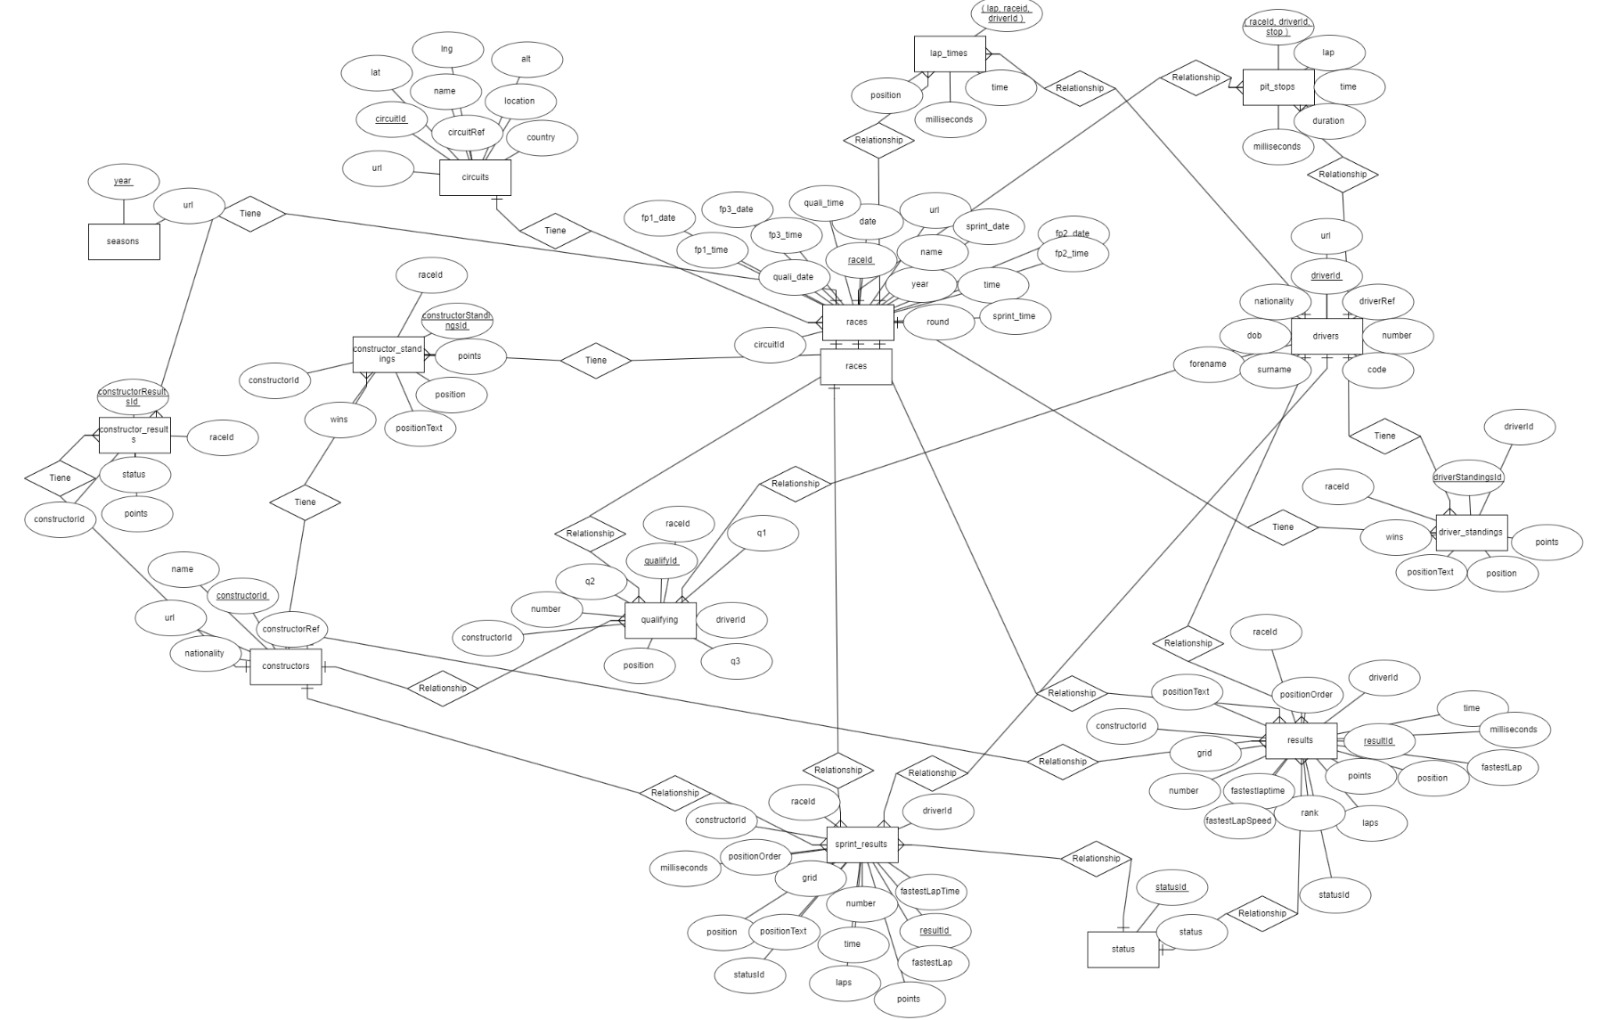 ( lap, raceid,
driverId )
lap_times
position
time
milliseconds
Relationship
Relationship
( raceId, driverId,
stop )
lap
Relationship
pit_stops
time
duration
milliseconds
Relationship
lng
alt
lat
name
location
circuitId
circuitRef
country
url
circuits
year
url
Tiene
seasons
Tiene
fp1_date
fp3_date
quali_time
date
url
sprint_date
fp3_time
fp1_time
name
fp2_date
fp2_time
raceId
quali_date
year
time
races
round
sprint_time
circuitId
races
url
driverId
nationality
driverRef
dob
drivers
number
forename
surname
code
raceId
constructorStandi
ngsId
constructor_stand
ings
points
Tiene
constructorId
position
wins
positionText
constructorResult
sId
constructor_result
s
raceId
Tiene
status
constructorId
points
Tiene
Tiene
driverId
driverStandingsId
raceId
Tiene
wins
driver_standings
points
positionText
position
Relationship
Relationship
raceId
q1
qualifyId
q2
number
qualifying
driverId
constructorId
position
q3
name
constructorId
url
constructorRef
nationality
constructors
Relationship
Relationship
raceId
Relationship
positionText
positionOrder
driverId
time
constructorId
results
resultId
milliseconds
grid
Relationship
points
position
fastestLap
number
fastestlaptime
fastestLapSpeed
rank
laps
statusId
Relationship
Relationship
Relationship
raceId
driverId
constructorId
sprint_results
positionOrder
milliseconds
grid
fastestLapTime
number
position
positionText
resultId
time
statusId
laps
fastestLap
points
Relationship
statusId
Relationship
status
status